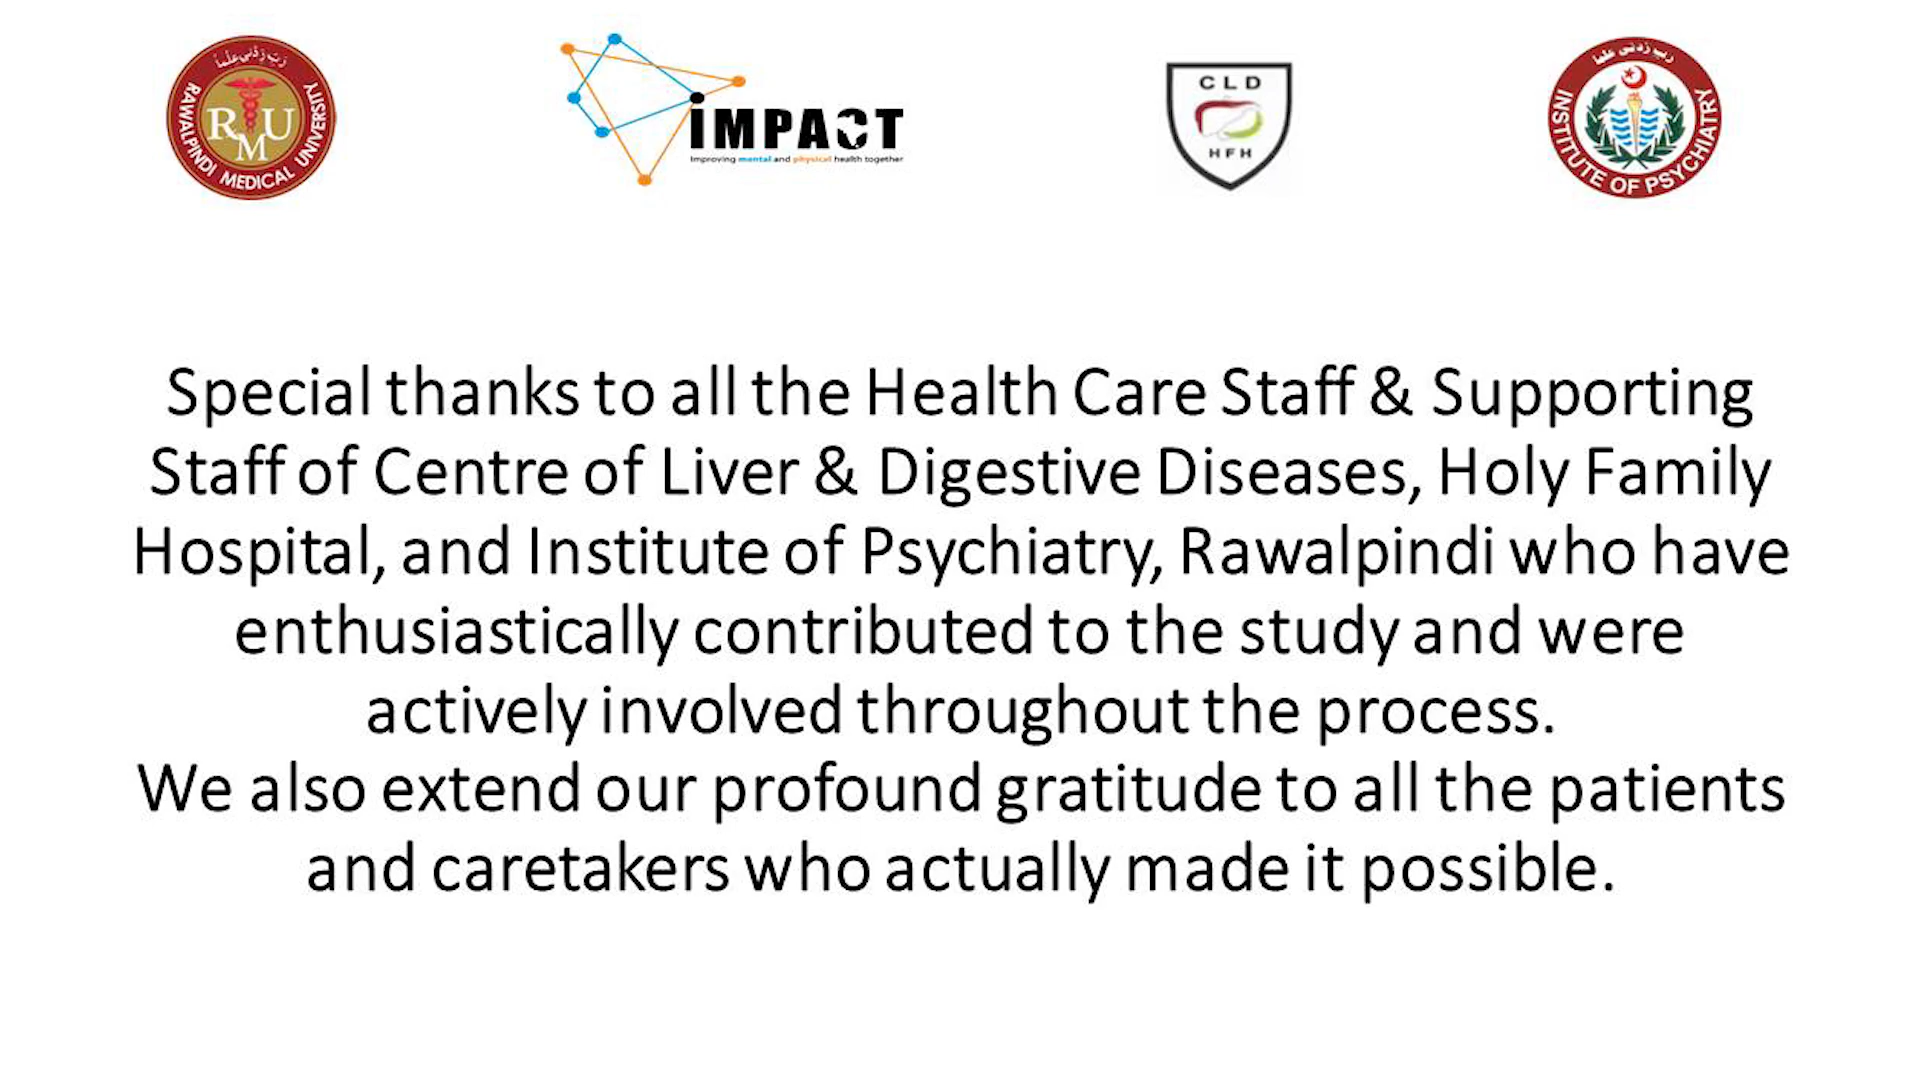 رَبِّ زِدْنِي عِلْماً
RAWALPINDI MEDICAL UNIVERSITY
RMU
iMPACT
Improving mental and physical health together
CLD
HFH
رَبِّ زِدْنِي عِلْماً
INSTITUTE OF PSYCHIATRY
Special thanks to all the Health Care Staff & Supporting
Staff of Centre of Liver & Digestive Diseases, Holy Family
Hospital, and Institute of Psychiatry, Rawalpindi who have
enthusiastically contributed to the study and were
actively involved throughout the process.
We also extend our profound gratitude to all the patients
and caretakers who actually made it possible.